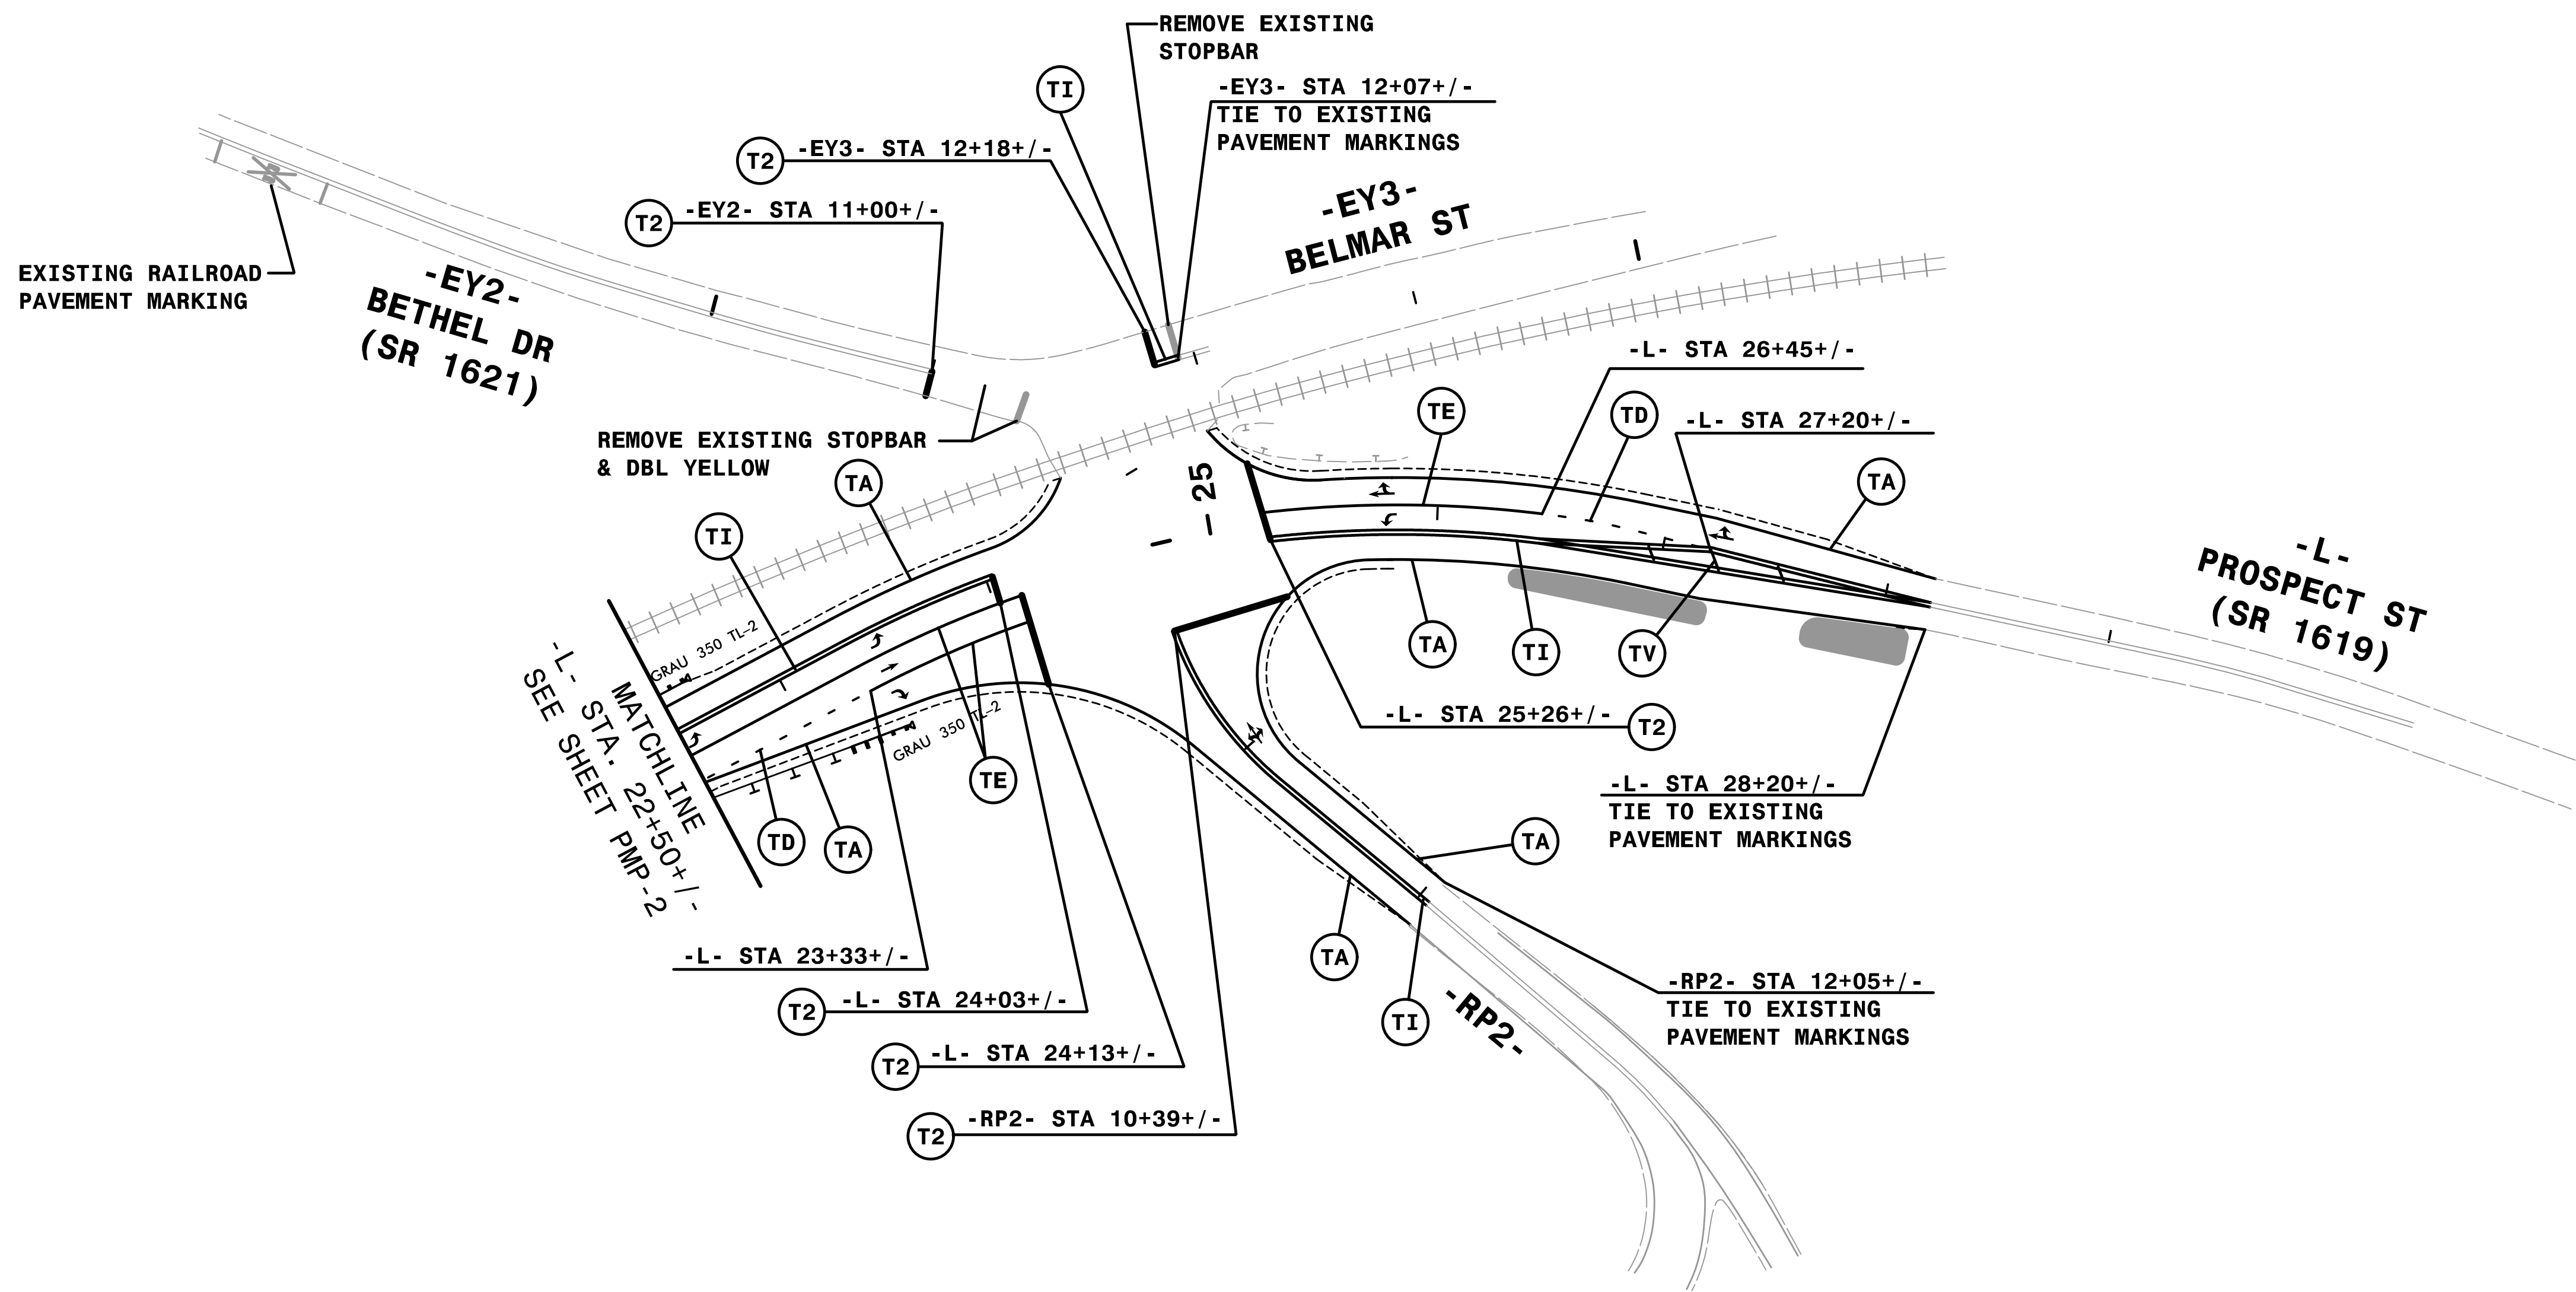 REMOVE EXISTING
STOPBAR
TI
-EY3- STA 12+07+/-
TIE TO EXISTING
PAVEMENT MARKINGS
T2
-EY3- STA 12+18+/-
T2
-EY2- STA 11+00+/-
-EY3-
BELMAR ST
EXISTING RAILROAD
PAVEMENT MARKING
-EY2-
BETHEL DR
(SR 1621)
REMOVE EXISTING STOPBAR
& DBL YELLOW
-L- STA 26+45+/-
TE
TD
-L- STA 27+20+/-
TA
TA
TI
25
-L-
PROSPECT ST
(SR 1619)
GRAU 350 TL-2
GRAU 350 TL-2
MATCHLINE
-L- STA. 22+50+/-
SEE SHEET PMP-2
TA
TI
TV
-L- STA 25+26+/-
T2
TE
TD
TA
-L- STA 28+20+/-
TIE TO EXISTING
PAVEMENT MARKINGS
TA
TA
TI
-L- STA 23+33+/-
T2
-L- STA 24+03+/-
T2
-L- STA 24+13+/-
T2
-RP2- STA 10+39+/-
-RP2-
-RP2- STA 12+05+/-
TIE TO EXISTING
PAVEMENT MARKINGS